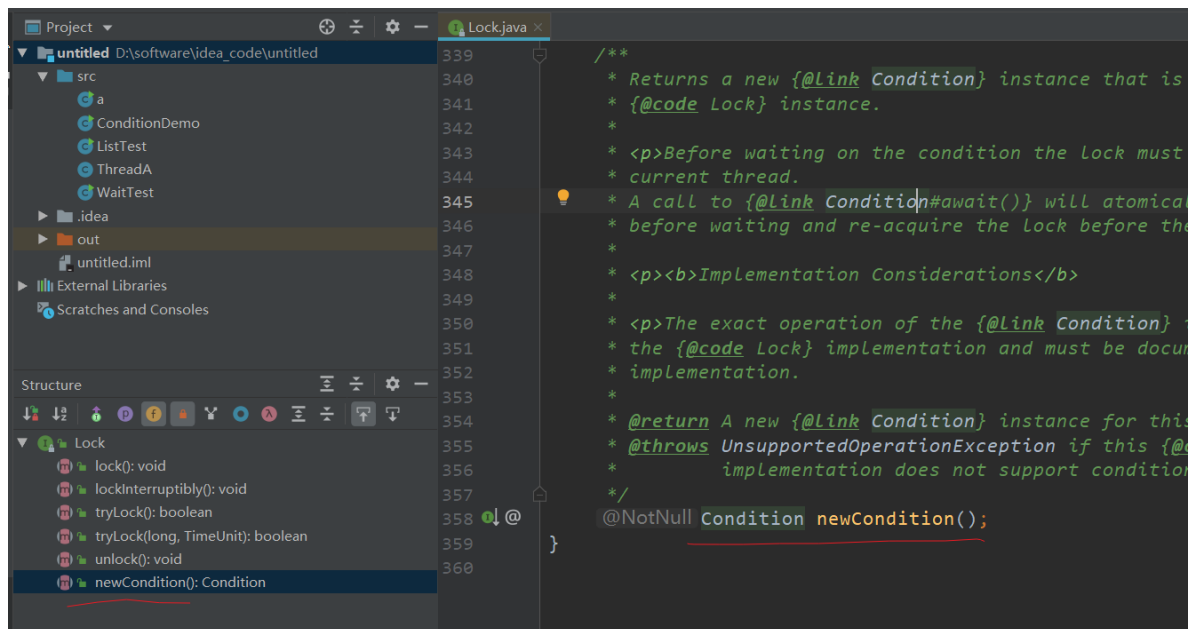 Project
untitled D:\software\idea_code\untitled
src
a
ConditionDemo
ListTest
ThreadA
WaitTest
.idea
out
untitled.iml
External Libraries
Scratches and Consoles
Structure
Lock
lock(): void
lockInterruptibly(): void
tryLock(): boolean
tryLock(long, TimeUnit): boolean
unlock(): void
newCondition(): Condition
Lock.java
339 /**
340 * Returns a new {@link Condition} instance that is
341 * {@code Lock} instance.
342 *
343 * <p>Before waiting on the condition the lock must
344 * current thread.
345 * A call to {@link Condition#await()} will atomical
346 * before waiting and re-acquire the lock before the
347 *
348 * <p><b>Implementation Considerations</b>
349 *
350 * <p>The exact operation of the {@link Condition}
351 * the {@code Lock} implementation and must be docu
352 * implementation.
353 *
354 * @return A new {@link Condition} instance for this
355 * @throws UnsupportedOperationException if this {@
356 * implementation does not support condition
357 */
358 @ @NotNull Condition newCondition();
359 }
360